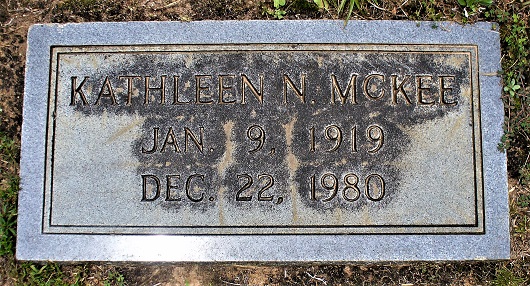 KATHLEEN N. MCKEE
JAN. 9, 1919
DEC. 22, 1980